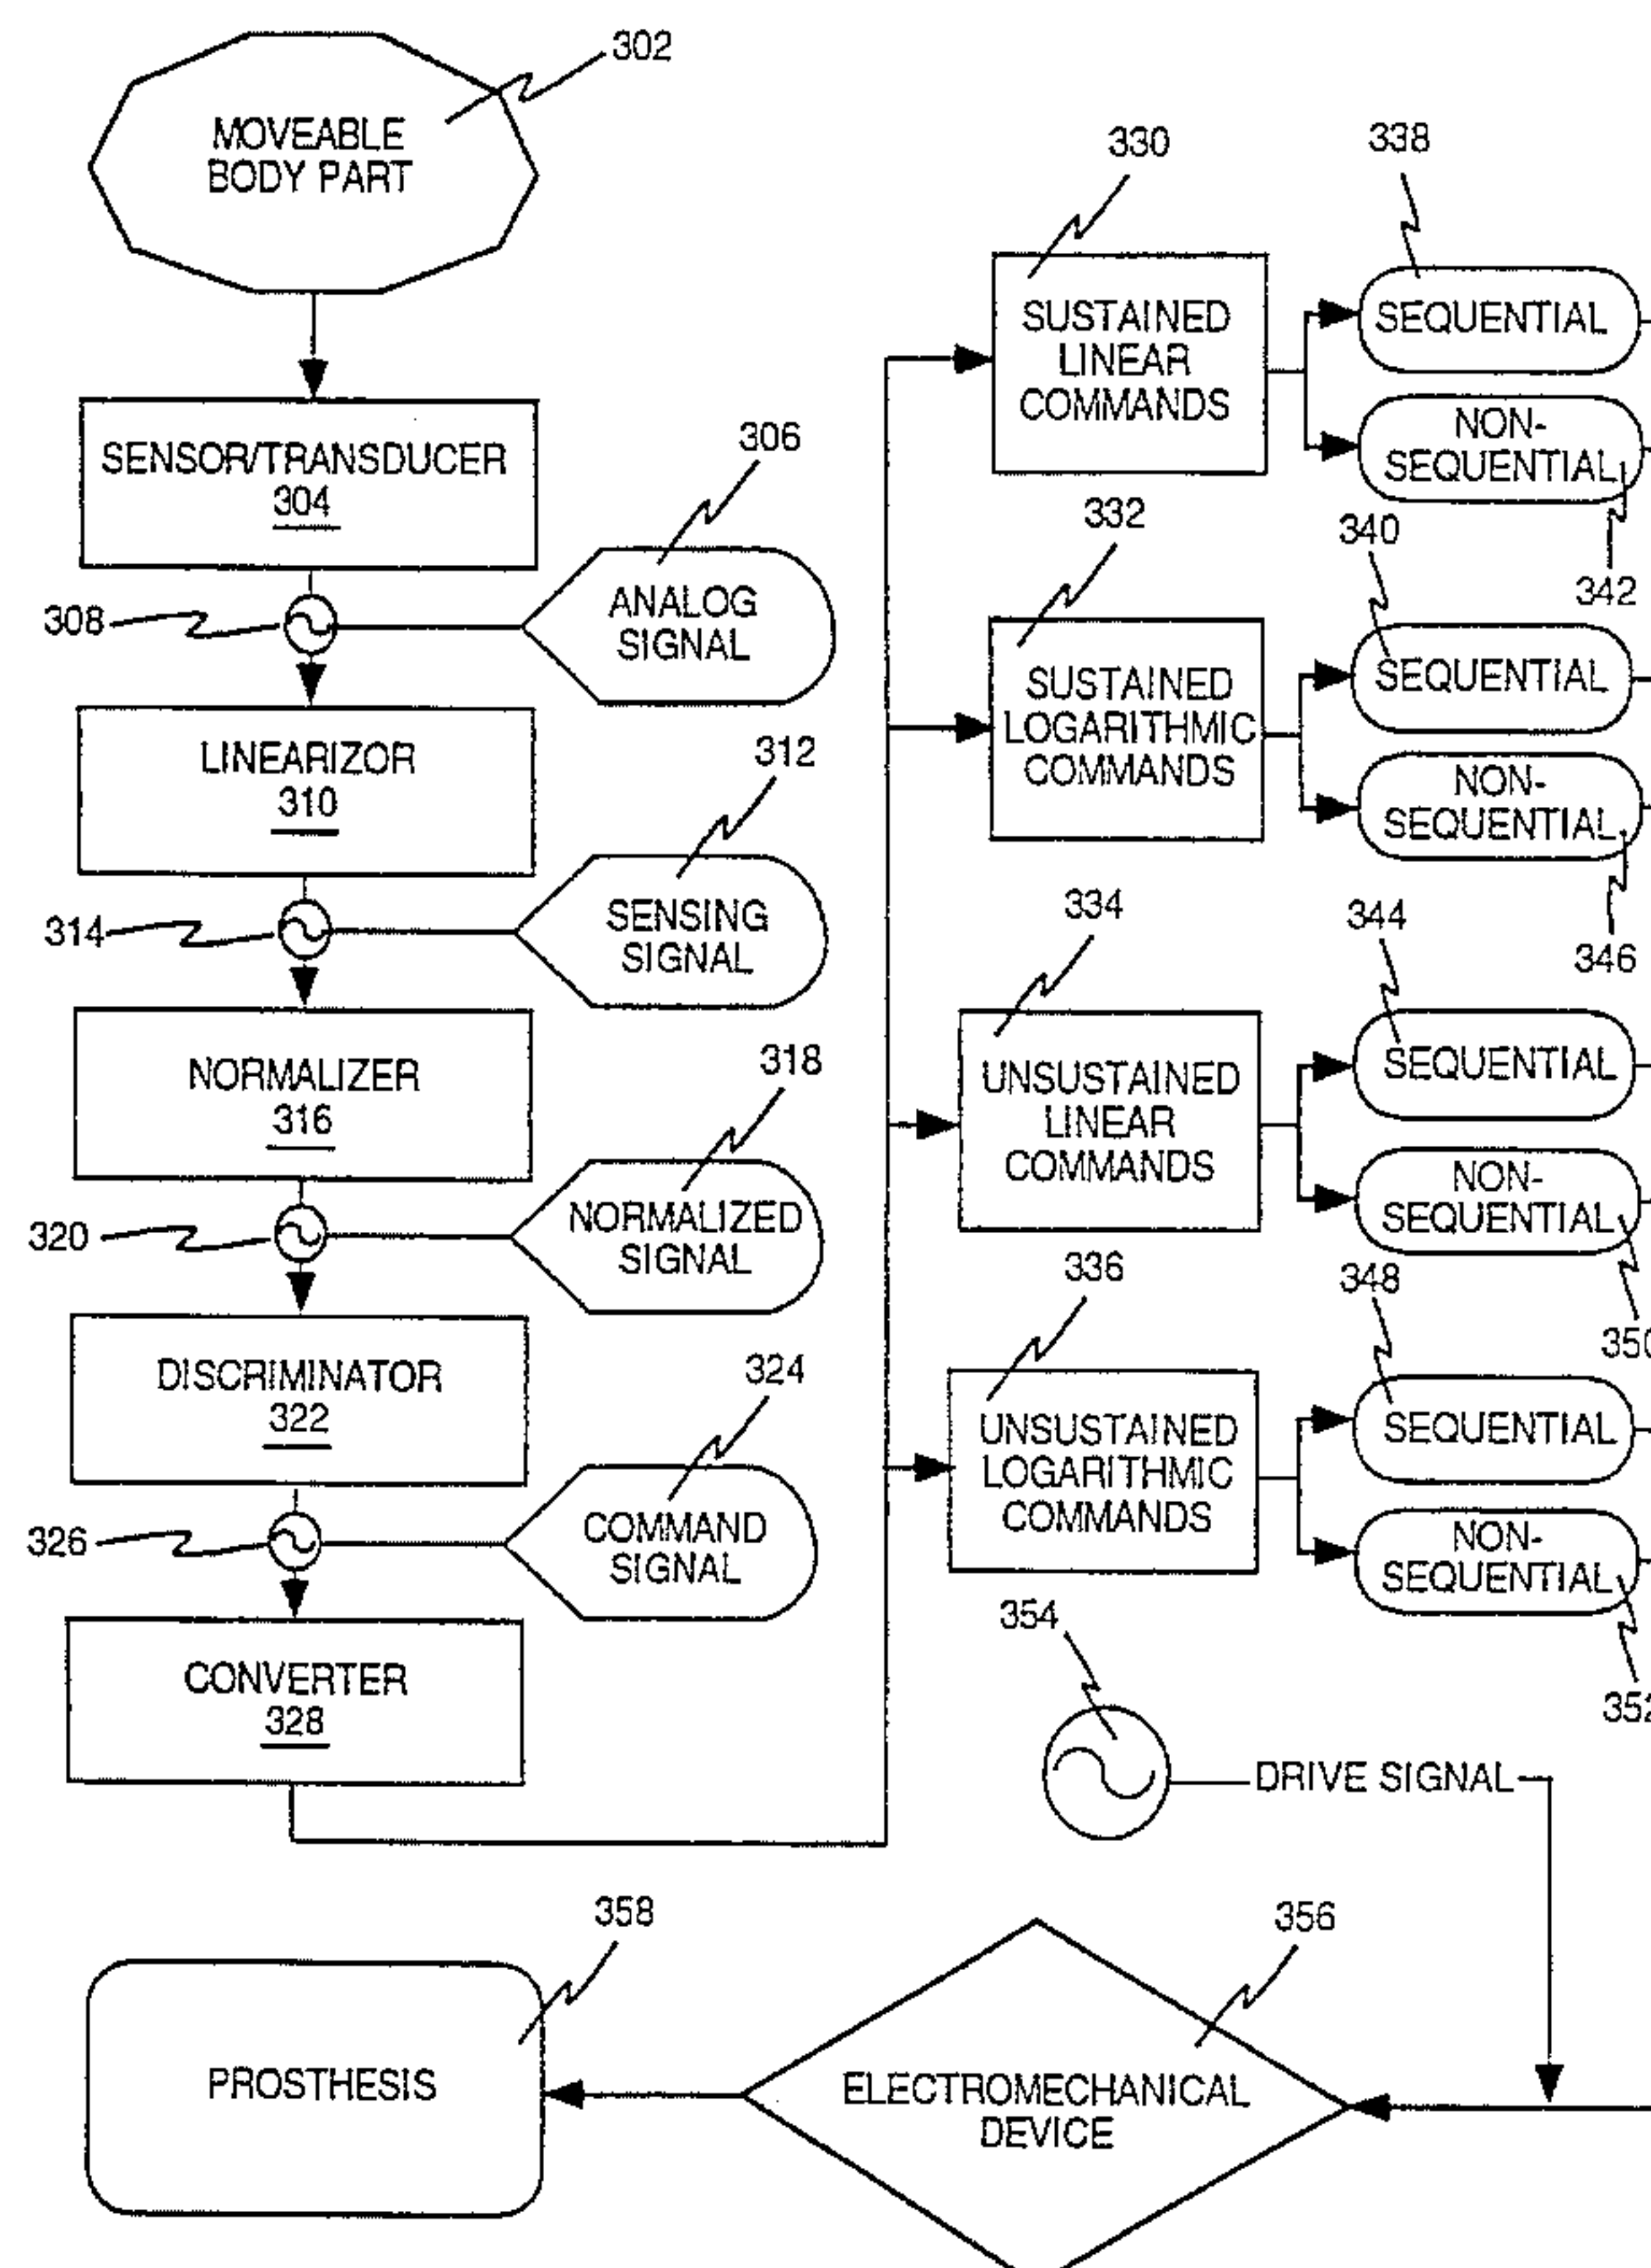 302
MOVEABLE
BODY PART
SENSOR/TRANSDUCER
304
306
ANALOG
SIGNAL
308
LINEARIZOR
310
312
SENSING
SIGNAL
314
NORMALIZER
316
318
NORMALIZED
SIGNAL
320
DISCRIMINATOR
322
324
COMMAND
SIGNAL
326
CONVERTER
328
330
SUSTAINED
LINEAR
COMMANDS
338
SEQUENTIAL
NON-
SEQUENTIAL
342
332
SUSTAINED
LOGARITHMIC
COMMANDS
340
SEQUENTIAL
NON-
SEQUENTIAL
346
334
UNSUSTAINED
LINEAR
COMMANDS
344
SEQUENTIAL
NON-
SEQUENTIAL
350
336
UNSUSTAINED
LOGARITHMIC
COMMANDS
348
SEQUENTIAL
NON-
SEQUENTIAL
352
354
DRIVE SIGNAL
356
ELECTROMECHANICAL
DEVICE
358
PROSTHESIS